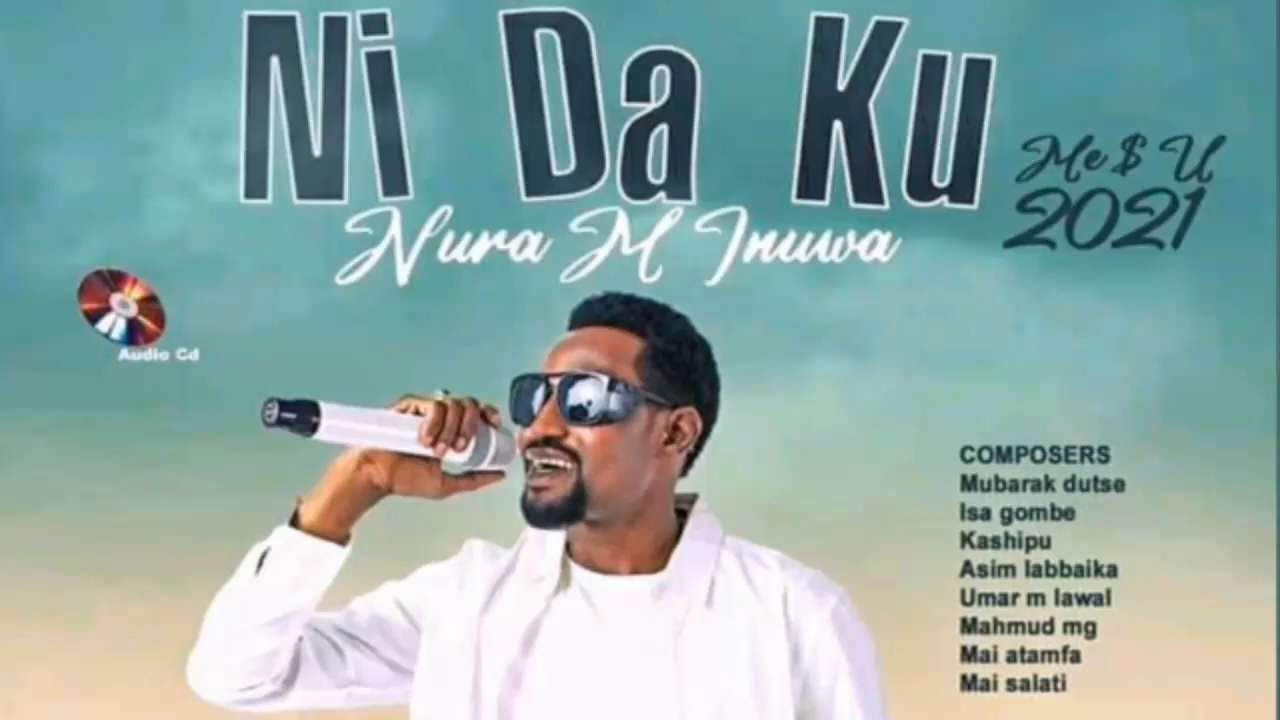 Ni Da Ku
Me$ U
2021
Nura M Inuwa
Audio Cd
COMPOSERS
Mubarak dutse
Isa gombe
Kashipu
Asim labbaika
Umar m lawal
Mahmud mg
Mai atamfa
Mai salati